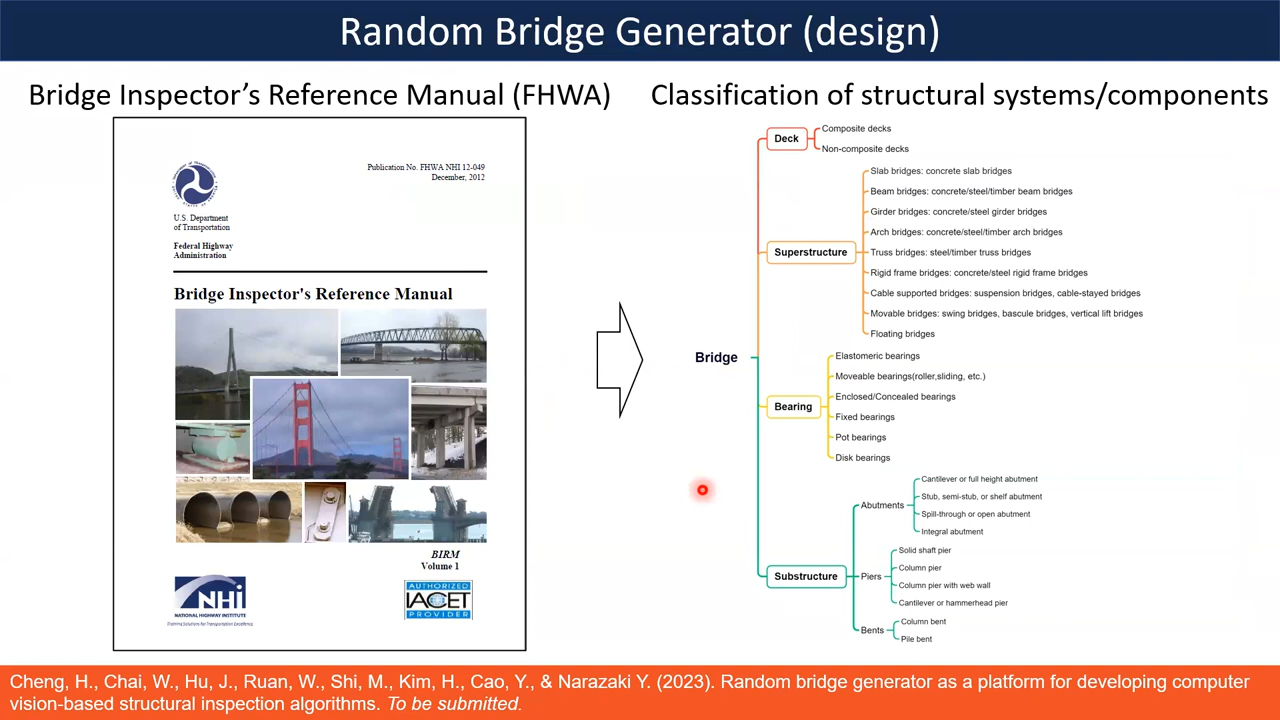 Random Bridge Generator (design)
Bridge Inspector's Reference Manual (FHWA)
Publication No. FHWA NHI 12-049
December, 2012
U.S. Department
of Transportation
Federal Highway
Administration
Bridge Inspector's Reference Manual
BIRM
Volume 1
NHI
NATIONAL HIGHWAY INSTITUTE
Training Solutions for Transportation Excellence
AUTHORIZED
IACET
PROVIDER
Classification of structural systems/components
Bridge
Deck
Composite decks
Non-composite decks
Superstructure
Slab bridges: concrete slab bridges
Beam bridges: concrete/steel/timber beam bridges
Girder bridges: concrete/steel girder bridges
Arch bridges: concrete/steel/timber arch bridges
Truss bridges: steel/timber truss bridges
Rigid frame bridges: concrete/steel rigid frame bridges
Cable supported bridges: suspension bridges, cable-stayed bridges
Movable bridges: swing bridges, bascule bridges, vertical lift bridges
Floating bridges
Bearing
Elastomeric bearings
Moveable bearings(roller,sliding, etc.)
Enclosed/Concealed bearings
Fixed bearings
Pot bearings
Disk bearings
Substructure
Abutments
Cantilever or full height abutment
Stub, semi-stub, or shelf abutment
Spill-through or open abutment
Integral abutment
Piers
Solid shaft pier
Column pier
Column pier with web wall
Cantilever or hammerhead pier
Bents
Column bent
Pile bent
Cheng, H., Chai, W., Hu, J., Ruan, W., Shi, M., Kim, H., Cao, Y., & Narazaki Y. (2023). Random bridge generator as a platform for developing computer
vision-based structural inspection algorithms. To be submitted.